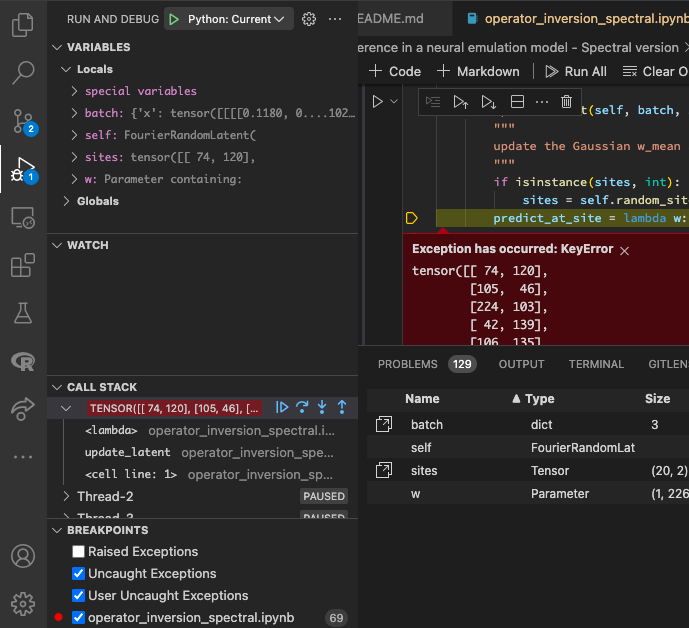 RUN AND DEBUG
Python: Current
...
VARIABLES
Locals
special variables
batch: {'x': tensor([[[[0.1180, 0....102...
self: FourierRandomLatent(
sites: tensor([[ 74, 120],
w: Parameter containing:
Globals
WATCH
CALL STACK
TENSOR([[ 74, 120], [105, 46], [...
<lambda> operator_inversion_spectral.i...
update_latent operator_inversion_spe...
<cell line: 1> operator_inversion_sp...
Thread-2 PAUSED
BREAKPOINTS
Raised Exceptions
Uncaught Exceptions
User Uncaught Exceptions
operator_inversion_spectral.ipynb 69
2
1
EADME.md
operator_inversion_spectral.ipynb
erence in a neural emulation model - Spectral version >
+ Code + Markdown Run All Clear O
t(self, batch,
"""
update the Gaussian w_mean
"""
if isinstance(sites, int):
sites = self.random_sit
predict_at_site = lambda w:
Exception has occurred: KeyError
tensor([[ 74, 120],
[105, 46],
[224, 103],
[ 42, 139],
[106, 135],
PROBLEMS 129 OUTPUT TERMINAL GITLEN
Name Type Size
batch dict 3
self FourierRandomLat
sites Tensor (20, 2)
w Parameter (1, 226